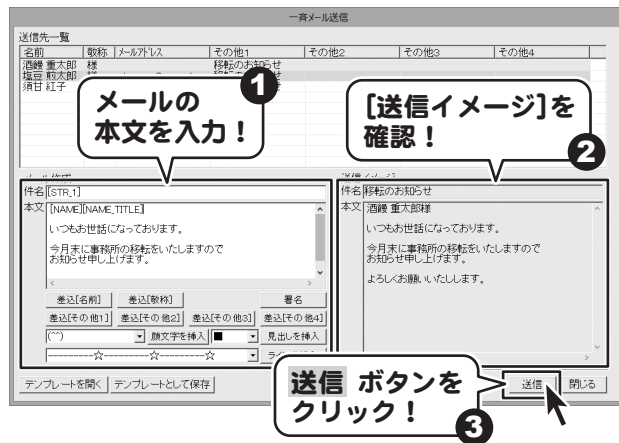 一斉メール送信
送信先一覧
名前 敬称 メールアドレス その他1 その他2 その他3 その他4
酒饅 重太郎 様 移転のお知らせ
塩豆 煎太郎 様
須甘 紅子
1
メールの
本文を入力！
[送信イメージ]を
確認！
2
件名 [STR_1]
本文 [NAME][NAME_TITLE]
いつもお世話になっております。
今月末に事務所の移転をいたしますので
お知らせ申し上げます。
差込[名前] 差込[敬称] 署名
差込[その他1] 差込[その他2] 差込[その他3] 差込[その他4]
(^^) 顔文字を挿入 ■ 見出しを挿入
----------☆----------☆----------☆
テンプレートを開く テンプレートとして保存
件名 移転のお知らせ
本文 酒饅 重太郎様
いつもお世話になっております。
今月末に事務所の移転をいたしますので
お知らせ申し上げます。
よろしくお願いいたしします。
送信 ボタンを
クリック！
3
送信 閉じる